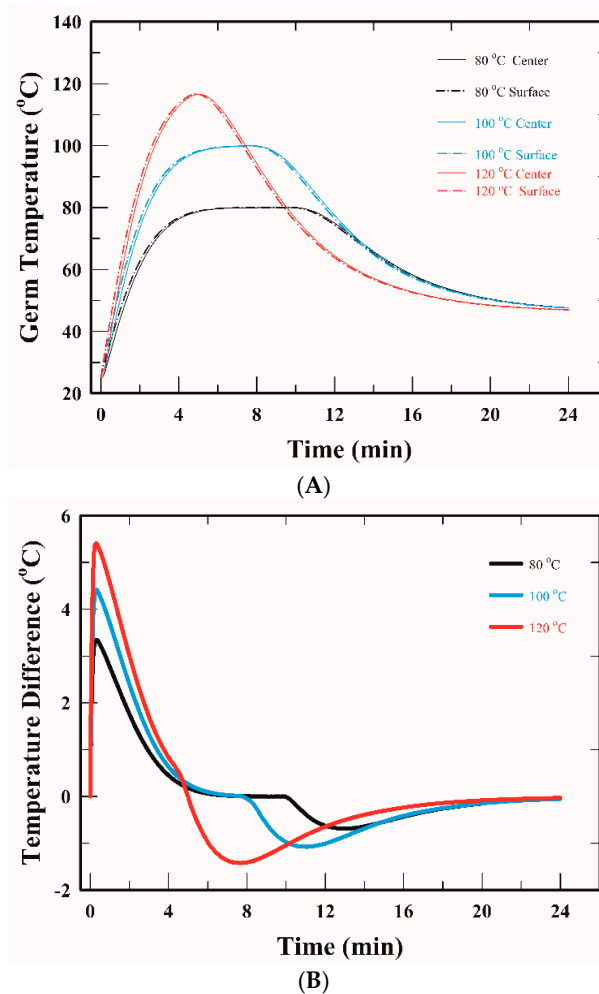 140
120
100
80
60
40
20
Germ Temperature (°C)
80 °C Center
80 °C Surface
100 °C Center
100 °C Surface
120 °C Center
120 °C Surface
0 4 8 12 16 20 24
Time (min)
(A)
6
4
2
0
-2
Temperature Difference (°C)
80 °C
100 °C
120 °C
0 4 8 12 16 20 24
Time (min)
(B)